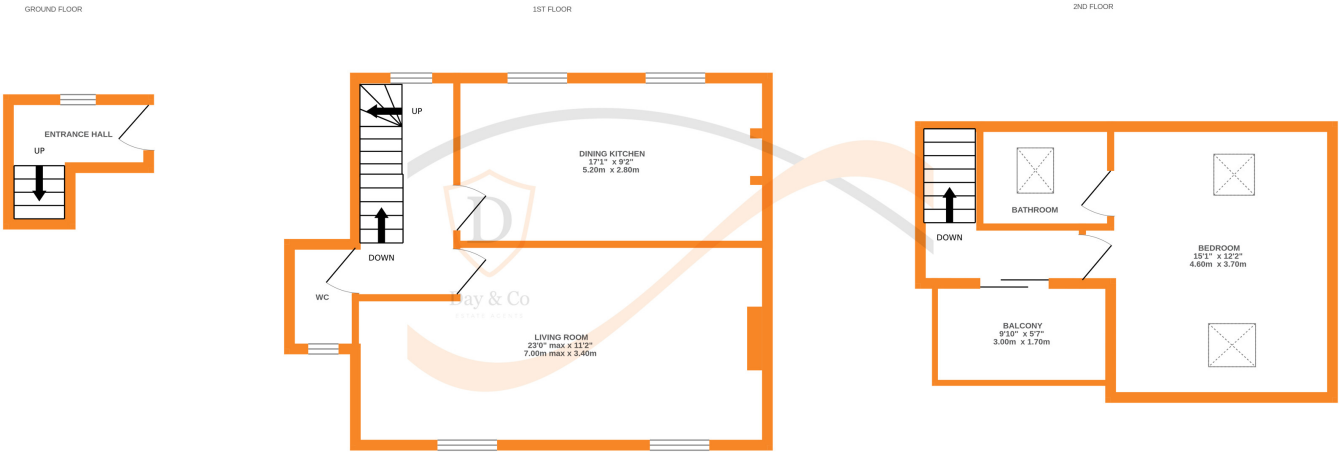 GROUND FLOOR
1ST FLOOR
2ND FLOOR
ENTRANCE HALL
UP
UP
DINING KITCHEN
17'1" x 9'2"
5.20m x 2.80m
DOWN
WC
D
Day & Co
ESTATE AGENTS
LIVING ROOM
23'0" max x 11'2"
7.00m max x 3.40m
BATHROOM
DOWN
BEDROOM
15'1" x 12'2"
4.60m x 3.70m
BALCONY
9'10" x 5'7"
3.00m x 1.70m